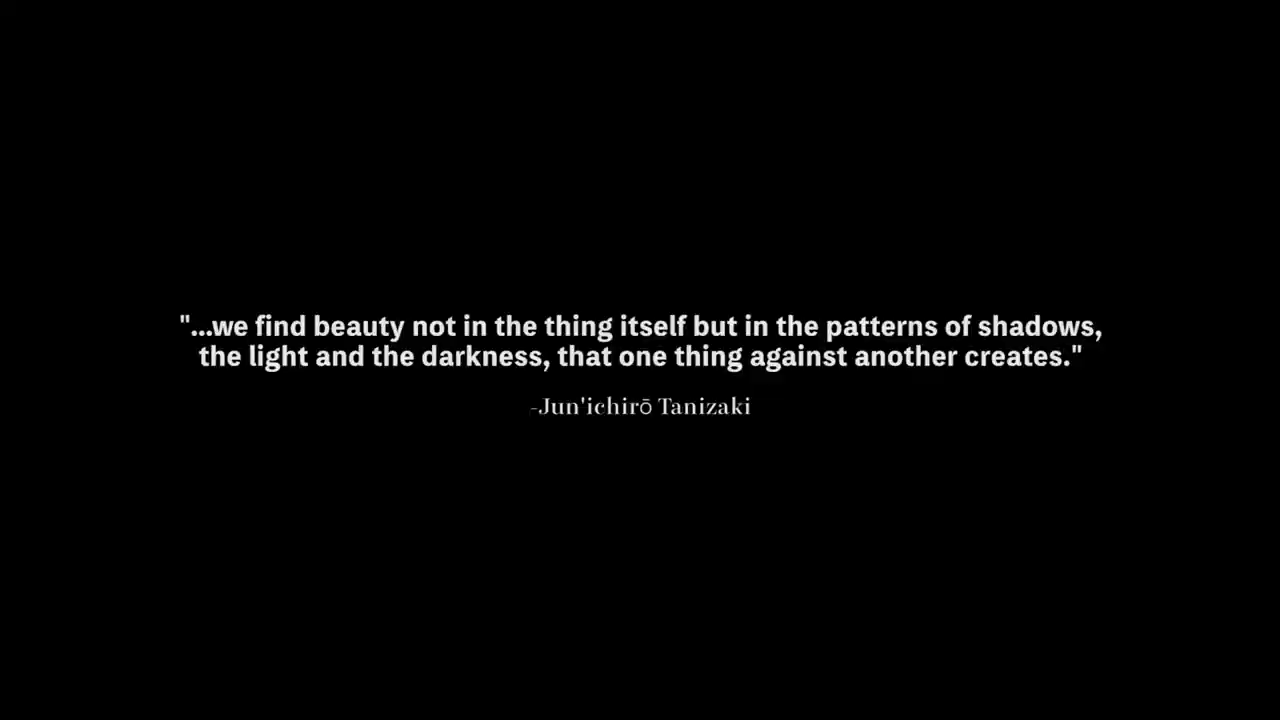 "...we find beauty not in the thing itself but in the patterns of shadows,
the light and the darkness, that one thing against another creates."
-Jun'ichirō Tanizaki